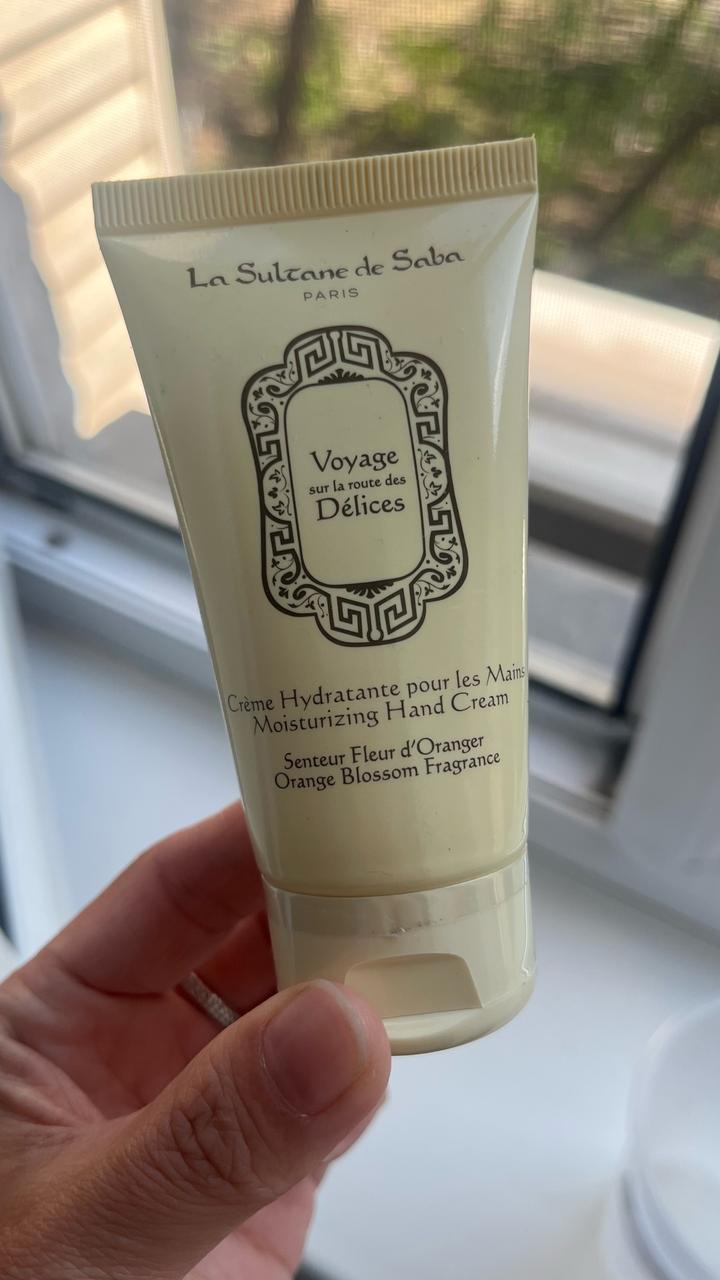 La Sultane de Saba
PARIS
Voyage
sur la route des
Délices
Crème Hydratante pour les Mains
Moisturizing Hand Cream
Senteur Fleur d'Oranger
Orange Blossom Fragrance